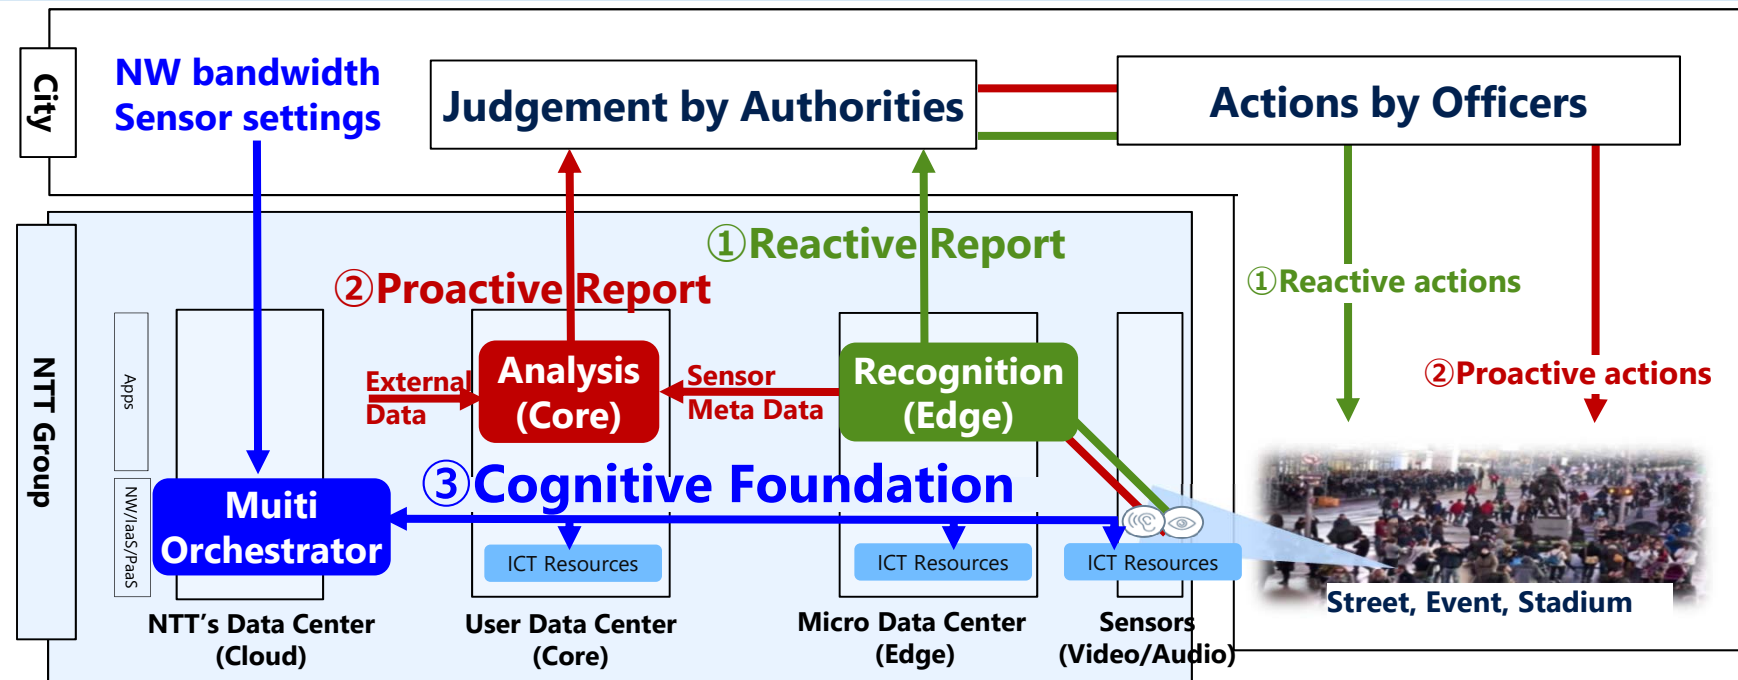 City
NW bandwidth
Sensor settings
Judgement by Authorities
Actions by Officers
①Reactive Report
②Proactive Report
①Reactive actions
②Proactive actions
NTT Group
Apps
NW/IaaS/PaaS
External
Data
Analysis
(Core)
Sensor
Meta Data
Recognition
(Edge)
③Cognitive Foundation
Muiti
Orchestrator
ICT Resources
ICT Resources
ICT Resources
Street, Event, Stadium
NTT's Data Center
(Cloud)
User Data Center
(Core)
Micro Data Center
(Edge)
Sensors
(Video/Audio)